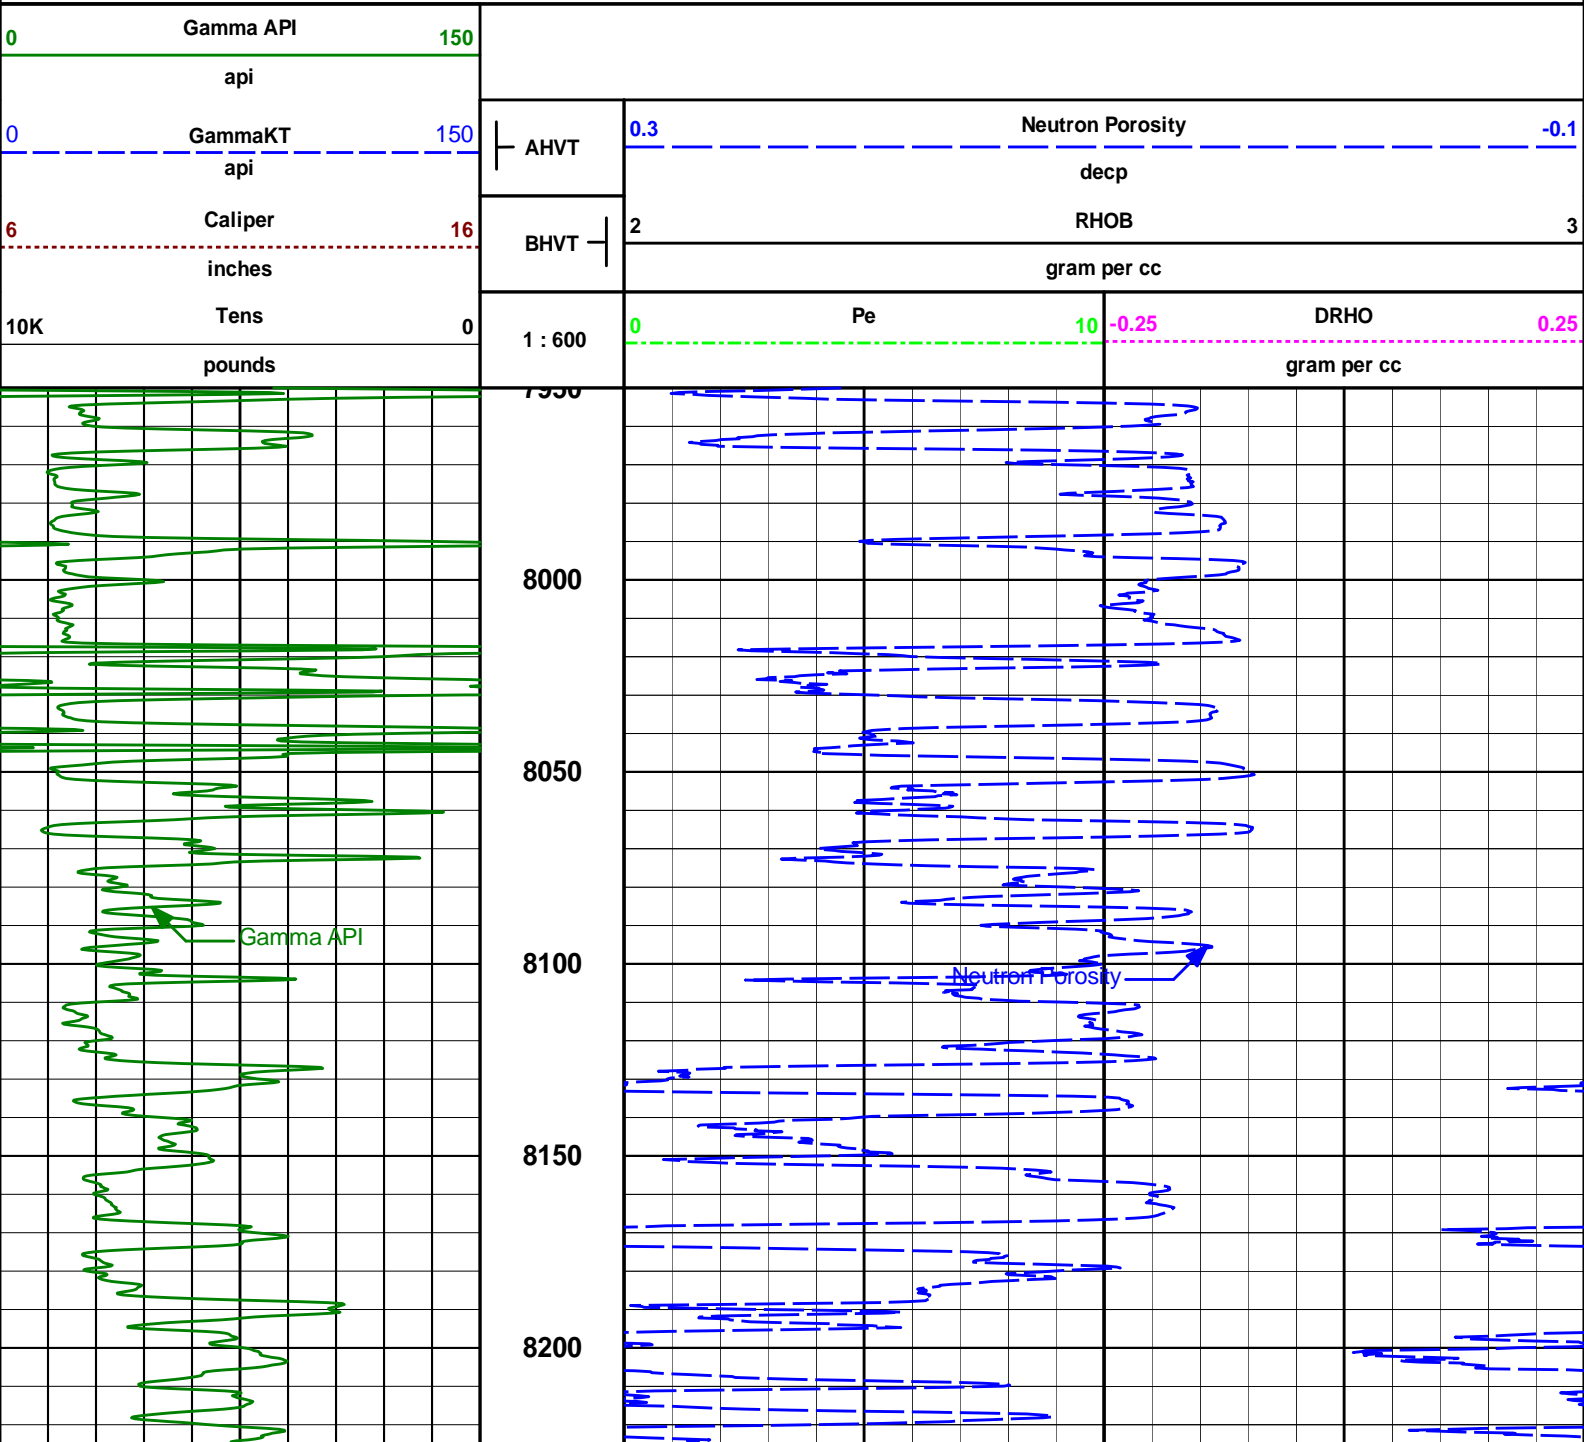 Gamma API
0 150
api
GammaKT
0 150
api
Caliper
6 16
inches
Tens
10K 0
pounds
AHVT
BHVT
1 : 600
Neutron Porosity
0.3 -0.1
decp
RHOB
2 3
gram per cc
Pe
0 10
DRHO
-0.25 0.25
gram per cc
7950
8000
8050
Gamma API
8100
Neutron Porosity
8150
8200